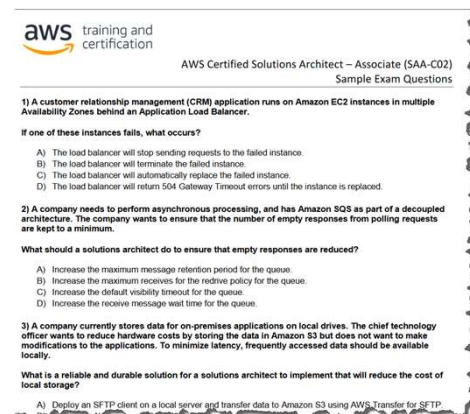 aws training and
certification
AWS Certified Solutions Architect – Associate (SAA-C02)
Sample Exam Questions
1) A customer relationship management (CRM) application runs on Amazon EC2 instances in multiple
Availability Zones behind an Application Load Balancer.
If one of these instances fails, what occurs?
A) The load balancer will stop sending requests to the failed instance.
B) The load balancer will terminate the failed instance.
C) The load balancer will automatically replace the failed instance.
D) The load balancer will return 504 Gateway Timeout errors until the instance is replaced.
2) A company needs to perform asynchronous processing, and has Amazon SQS as part of a decoupled
architecture. The company wants to ensure that the number of empty responses from polling requests
are kept to a minimum.
What should a solutions architect do to ensure that empty responses are reduced?
A) Increase the maximum message retention period for the queue.
B) Increase the maximum receives for the redrive policy for the queue.
C) Increase the default visibility timeout for the queue.
D) Increase the receive message wait time for the queue.
3) A company currently stores data for on-premises applications on local drives. The chief technology
officer wants to reduce hardware costs by storing the data in Amazon S3 but does not want to make
modifications to the applications. To minimize latency, frequently accessed data should be available
locally.
What is a reliable and durable solution for a solutions architect to implement that will reduce the cost of
local storage?
A) Deploy an SFTP client on a local server and transfer data to Amazon S3 using AWS Transfer for SFTP.